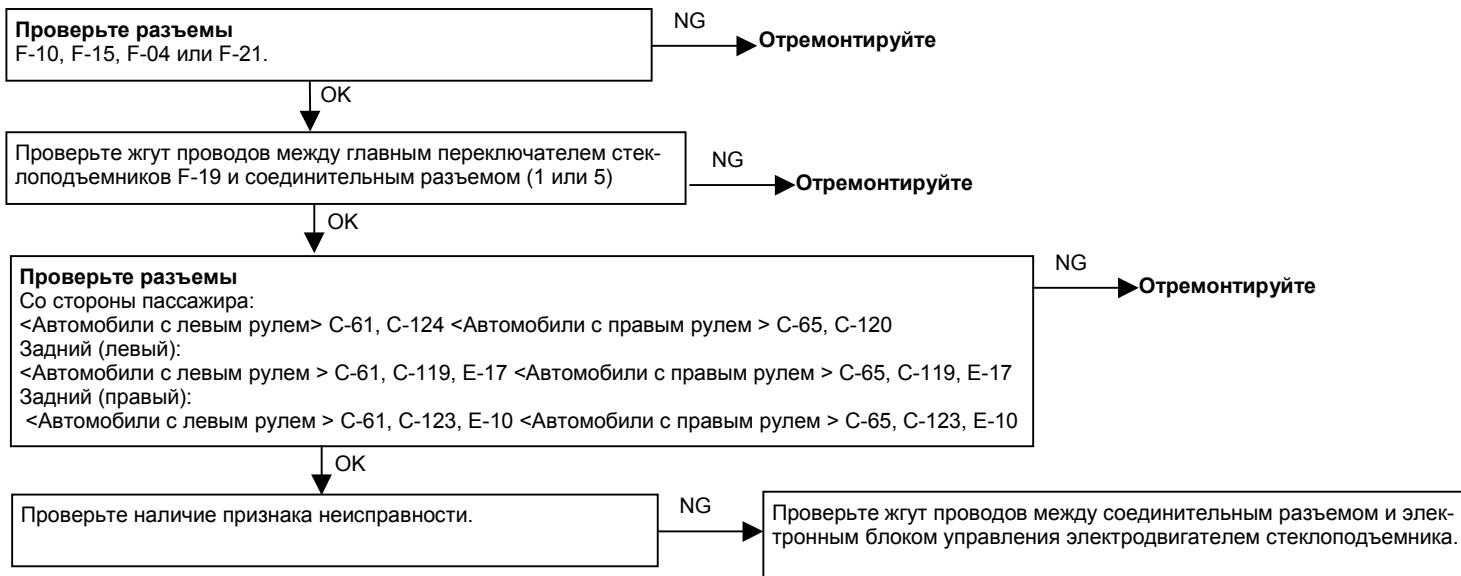 Проверьте разъемы
F-10, F-15, F-04 или F-21.
NG
Отремонтируйте
OK
Проверьте жгут проводов между главным переключателем стек-
лоподъемников F-19 и соединительным разъемом (1 или 5)
NG
Отремонтируйте
OK
Проверьте разъемы
Со стороны пассажира:
<Автомобили с левым рулем> C-61, C-124 <Автомобили с правым рулем > C-65, C-120
Задний (левый):
<Автомобили с левым рулем > C-61, C-119, E-17 <Автомобили с правым рулем > C-65, C-119, E-17
Задний (правый):
<Автомобили с левым рулем > C-61, C-123, E-10 <Автомобили с правым рулем > C-65, C-123, E-10
NG
Отремонтируйте
OK
Проверьте наличие признака неисправности.
NG
Проверьте жгут проводов между соединительным разъемом и элек-
тронным блоком управления электродвигателем стеклоподъемника.